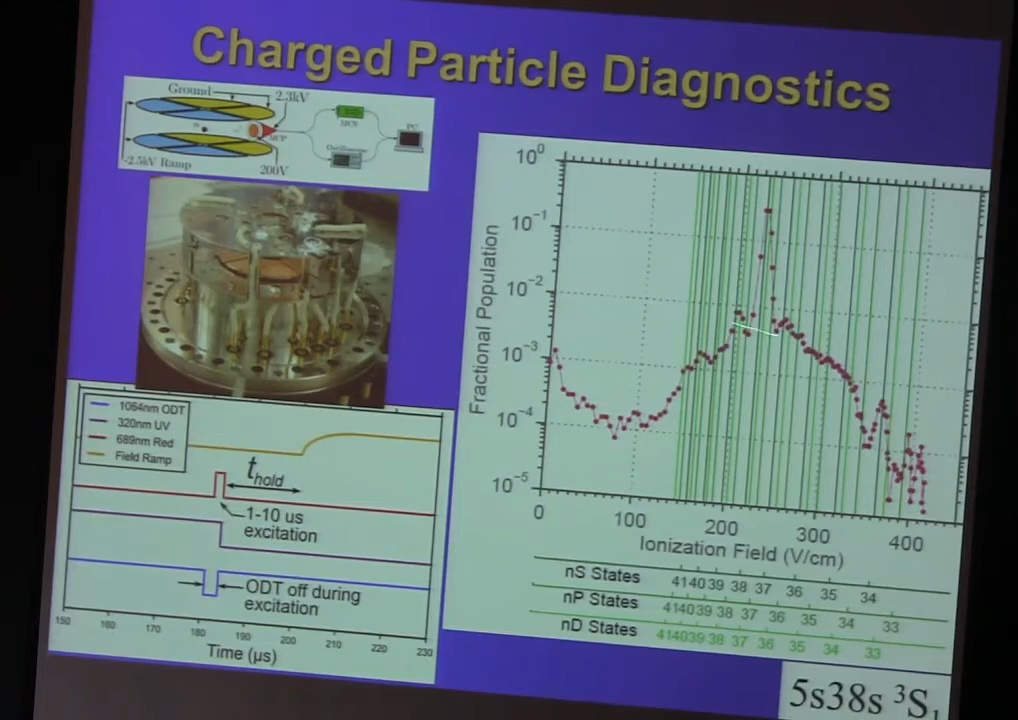 Charged Particle Diagnostics
Ground
2.3kV
MCS
PC
MCP
Oscilloscope
-2.5kV Ramp
200V
1064nm ODT
320nm UV
689nm Red
Field Ramp
t hold
1-10 us
excitation
ODT off during
excitation
150 160 170 180 190 200 210 220 230
Time (µs)
Fractional Population
10⁰
10⁻¹
10⁻²
10⁻³
10⁻⁴
10⁻⁵
0 100 200 300 400
Ionization Field (V/cm)
nS States 41 40 39 38 37 36 35 34
nP States 41 40 39 38 37 36 35 34 33
nD States 41 40 39 38 37 36 35 34 33
5s38s ³S₁